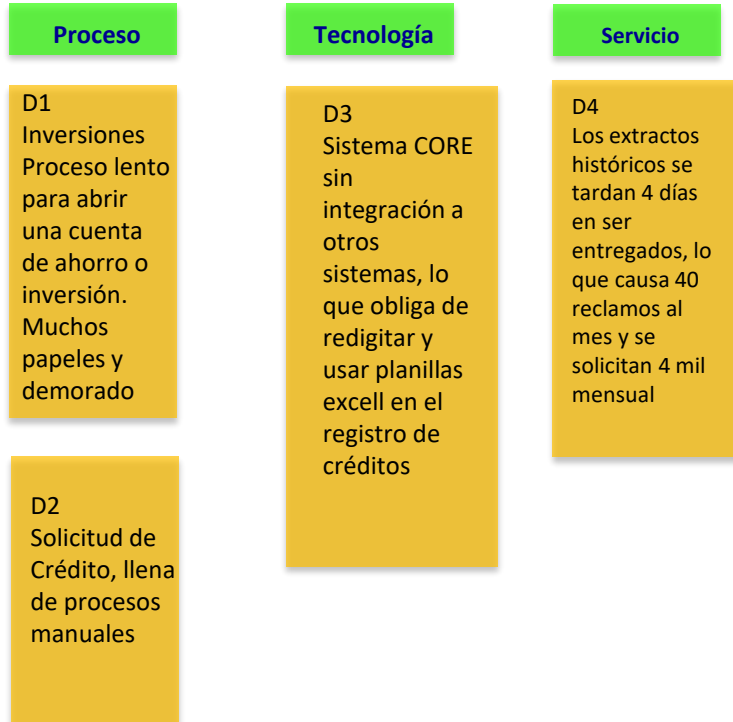 Proceso
D1
Inversiones
Proceso lento
para abrir
una cuenta
de ahorro o
inversión.
Muchos
papeles y
demorado
D2
Solicitud de
Crédito, llena
de procesos
manuales
Tecnología
D3
Sistema CORE
sin
integración a
otros
sistemas, lo
que obliga de
redigitar y
usar planillas
excell en el
registro de
créditos
Servicio
D4
Los extractos
históricos se
tardan 4 días
en ser
entregados, lo
que causa 40
reclamos al
mes y se
solicitan 4 mil
mensual